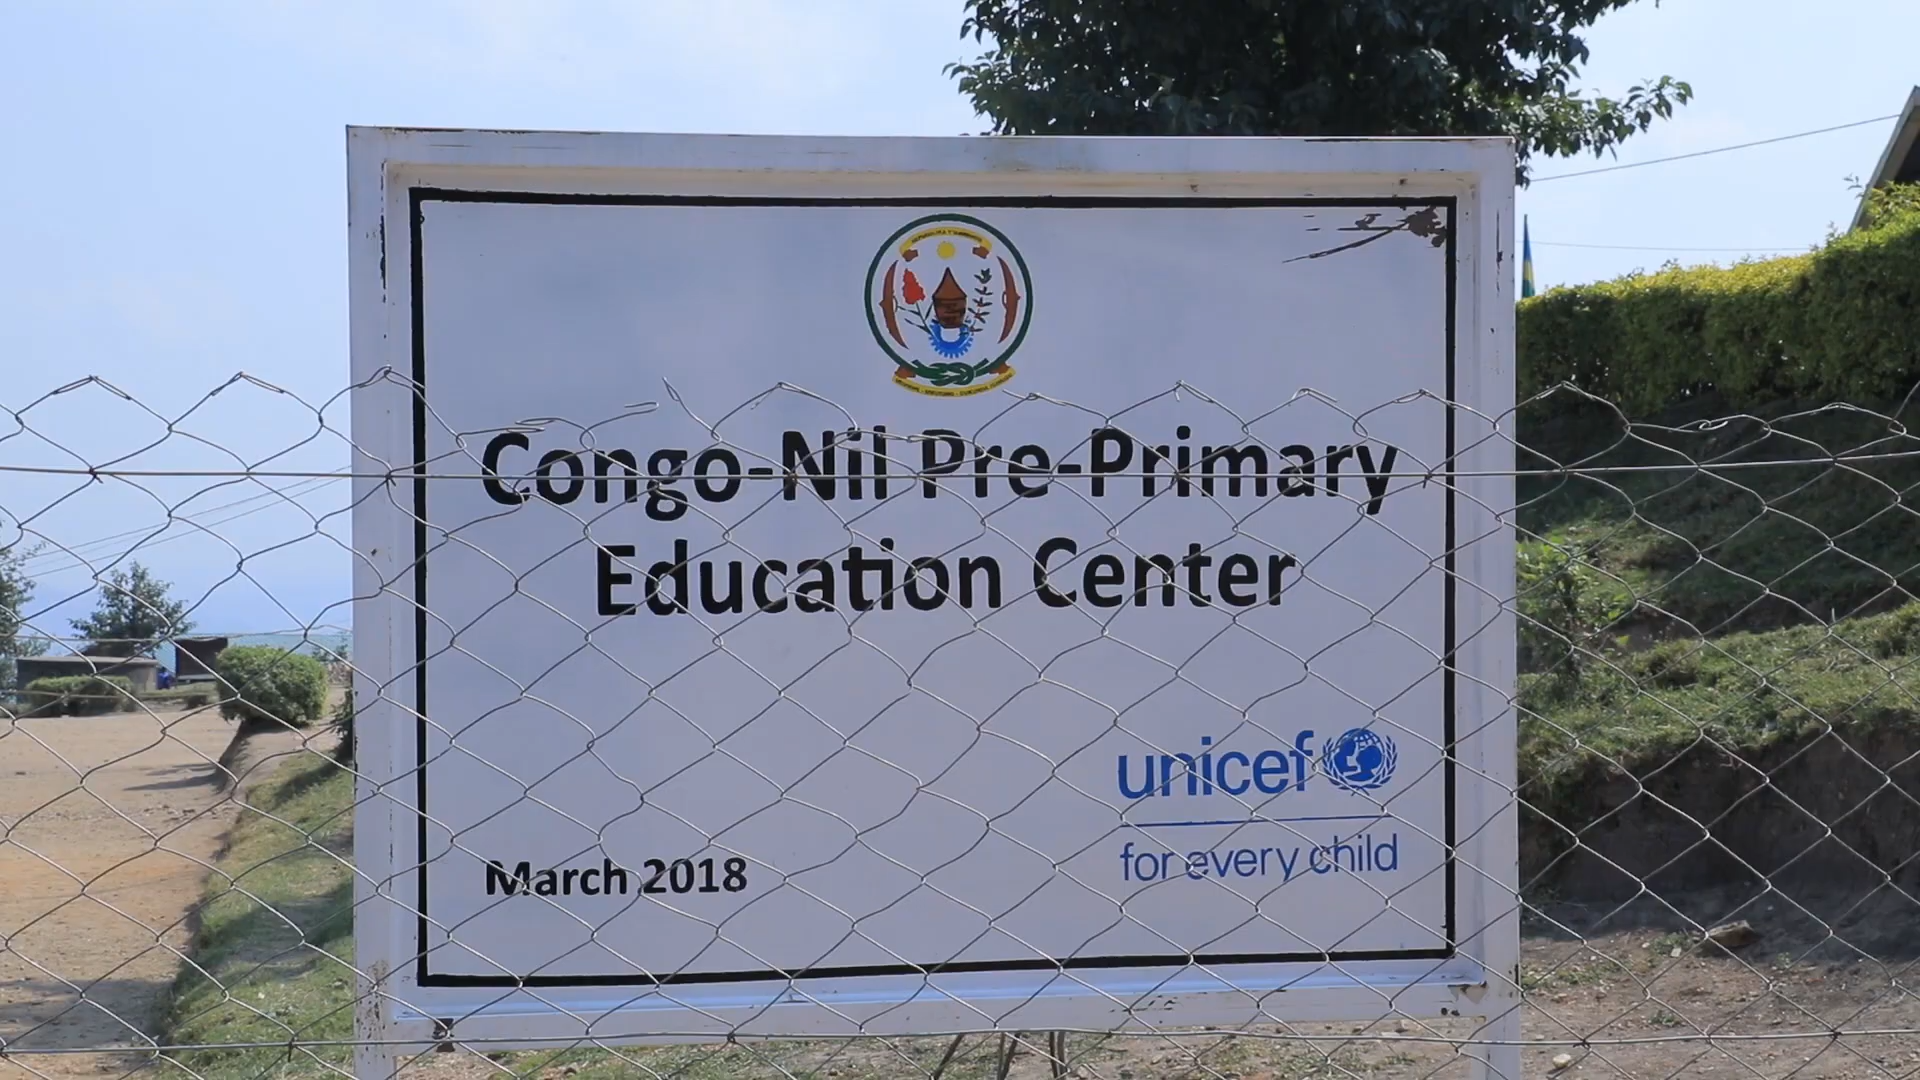 Congo-Nil Pre-Primary
Education Center
unicef
for every child
March 2018